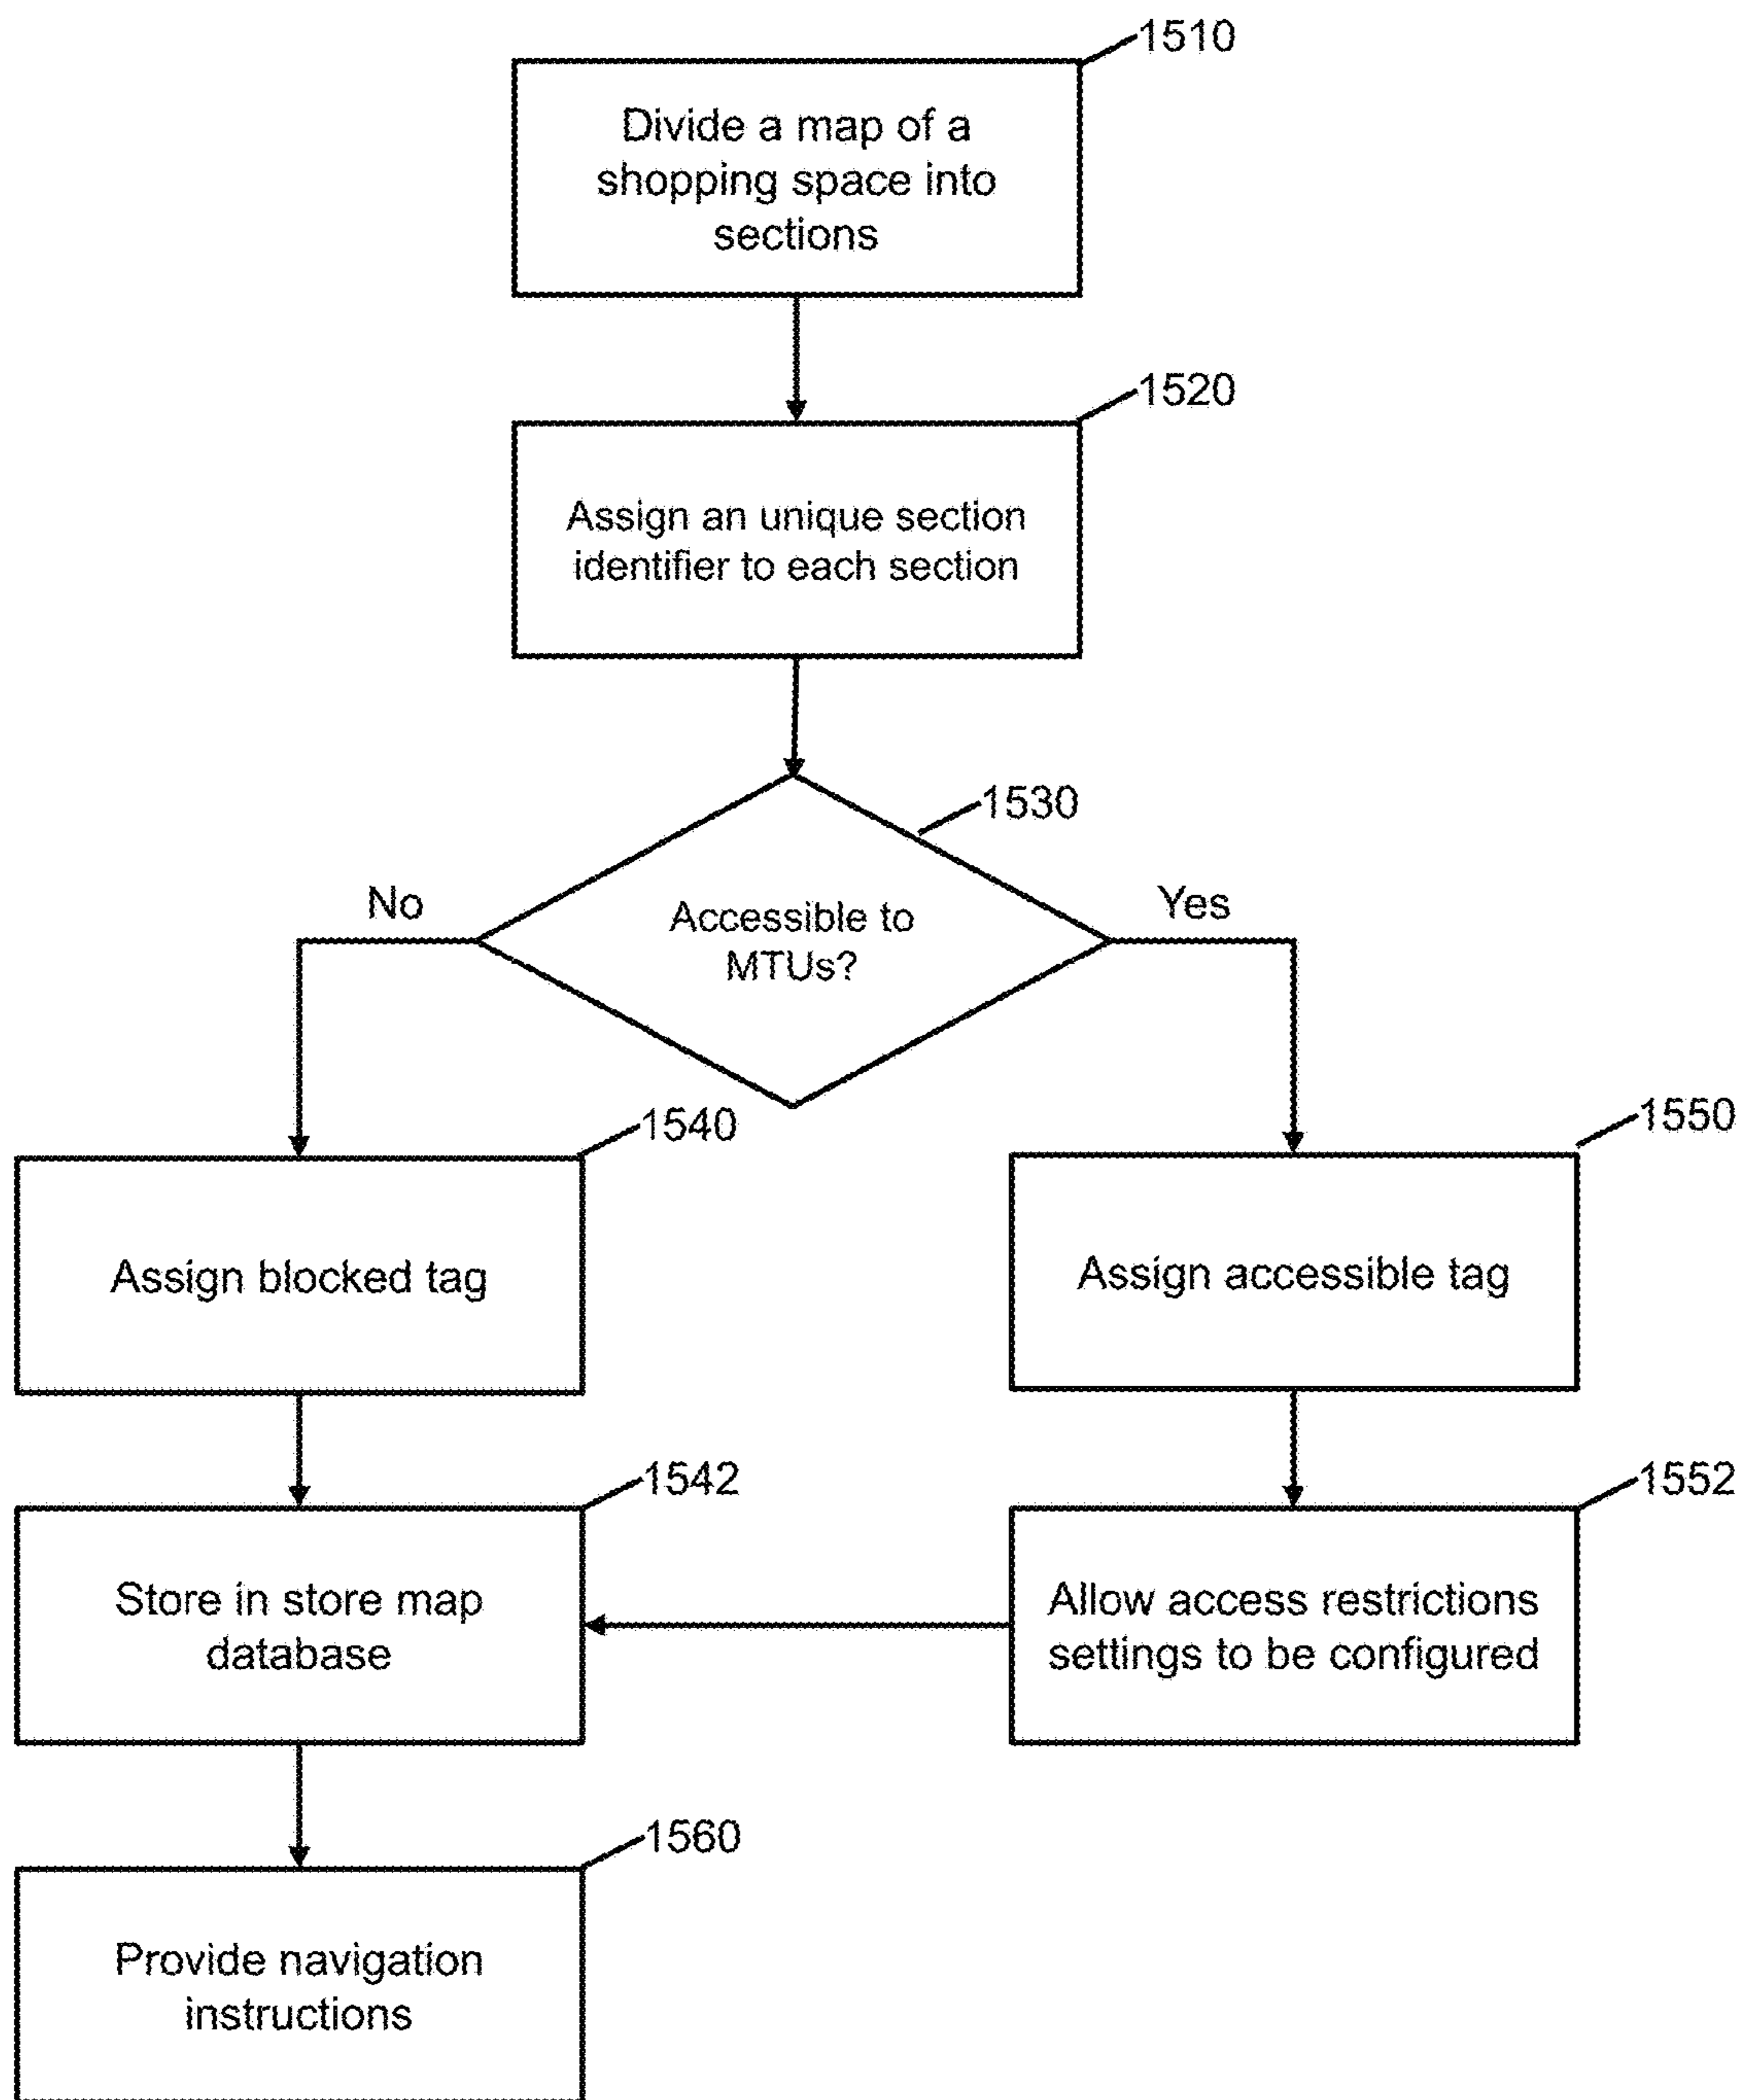 1510
Divide a map of a
shopping space into
sections
1520
Assign an unique section
identifier to each section
1530
No
Accessible to
MTUs?
Yes
1540
Assign blocked tag
1550
Assign accessible tag
1542
Store in store map
database
1552
Allow access restrictions
settings to be configured
1560
Provide navigation
instructions